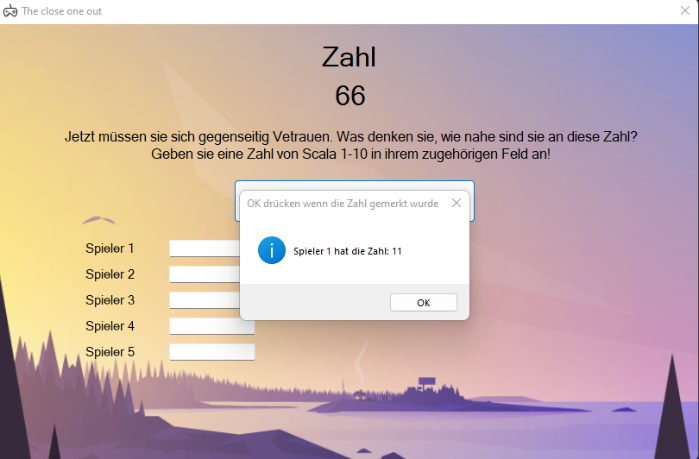 The close one out
Zahl
66
Jetzt müssen sie sich gegenseitig Vetrauen. Was denken sie, wie nahe sind sie an diese Zahl?
Geben sie eine Zahl von Scala 1-10 in ihrem zugehörigen Feld an!
OK drücken wenn die Zahl gemerkt wurde
Spieler 1 hat die Zahl: 11
OK
Spieler 1
Spieler 2
Spieler 3
Spieler 4
Spieler 5